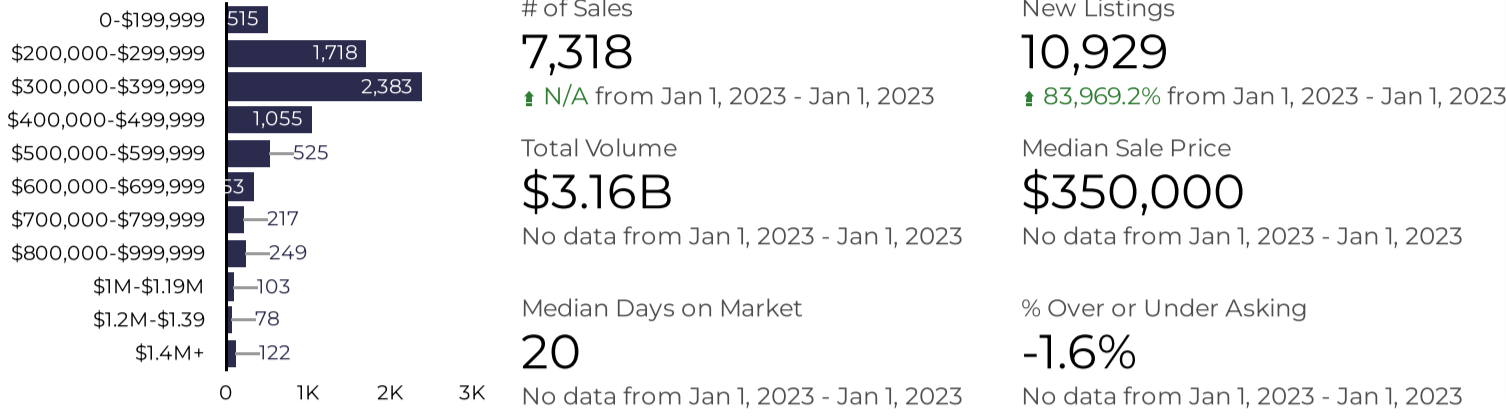 0-$199,999 515
$200,000-$299,999 1,718
$300,000-$399,999 2,383
$400,000-$499,999 1,055
$500,000-$599,999 525
$600,000-$699,999 53
$700,000-$799,999 217
$800,000-$999,999 249
$1M-$1.19M 103
$1.2M-$1.39 78
$1.4M+ 122
0 1K 2K 3K
# of Sales
7,318
N/A from Jan 1, 2023 - Jan 1, 2023
New Listings
10,929
83,969.2% from Jan 1, 2023 - Jan 1, 2023
Total Volume
$3.16B
No data from Jan 1, 2023 - Jan 1, 2023
Median Sale Price
$350,000
No data from Jan 1, 2023 - Jan 1, 2023
Median Days on Market
20
No data from Jan 1, 2023 - Jan 1, 2023
% Over or Under Asking
-1.6%
No data from Jan 1, 2023 - Jan 1, 2023